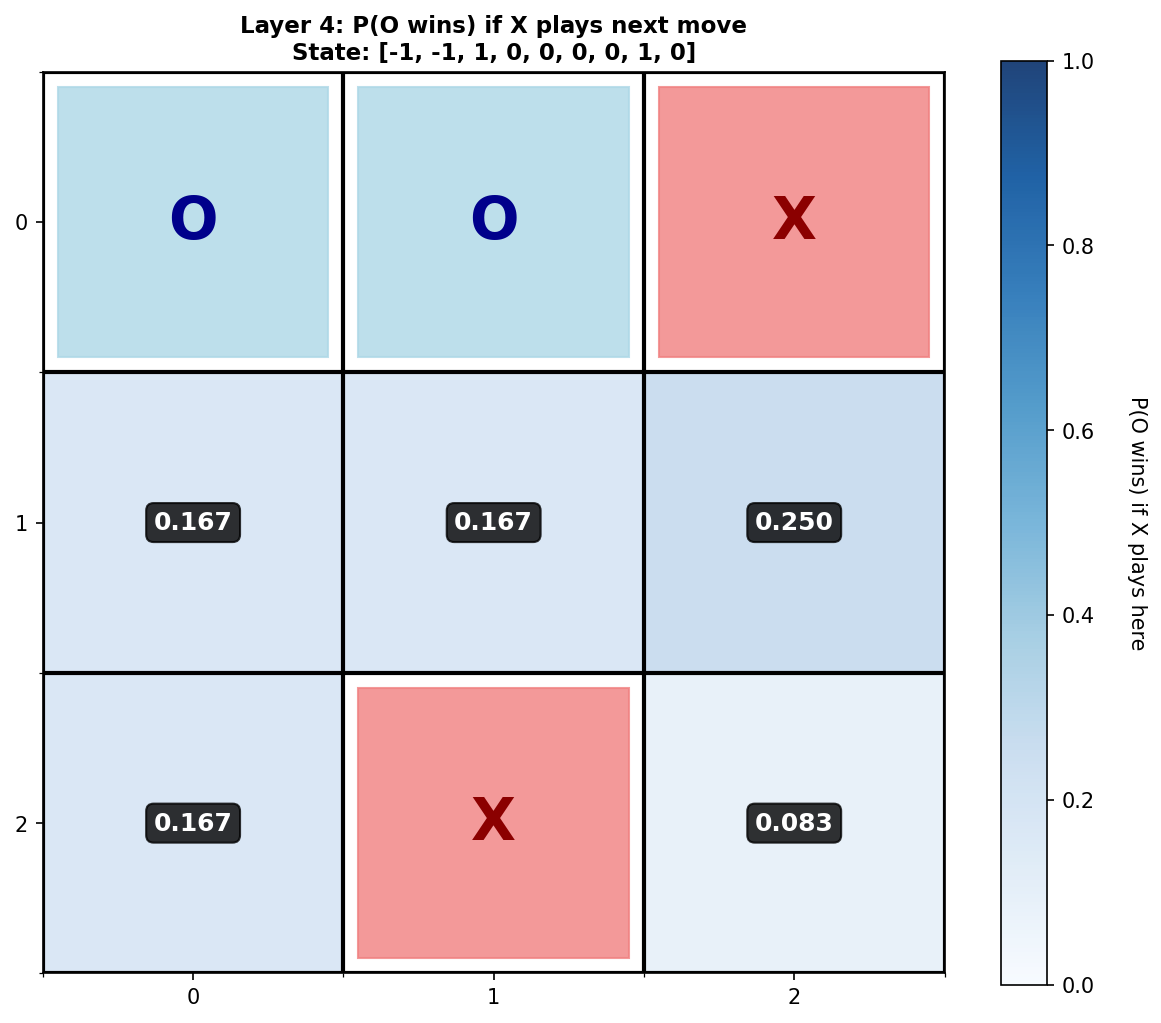 Layer 4: P(O wins) if X plays next move
State: [-1, -1, 1, 0, 0, 0, 0, 1, 0]
0
O
O
X
1
0.167
0.167
0.250
2
0.167
X
0.083
0
1
2
1.0
0.8
0.6
0.4
0.2
0.0
P(O wins) if X plays here